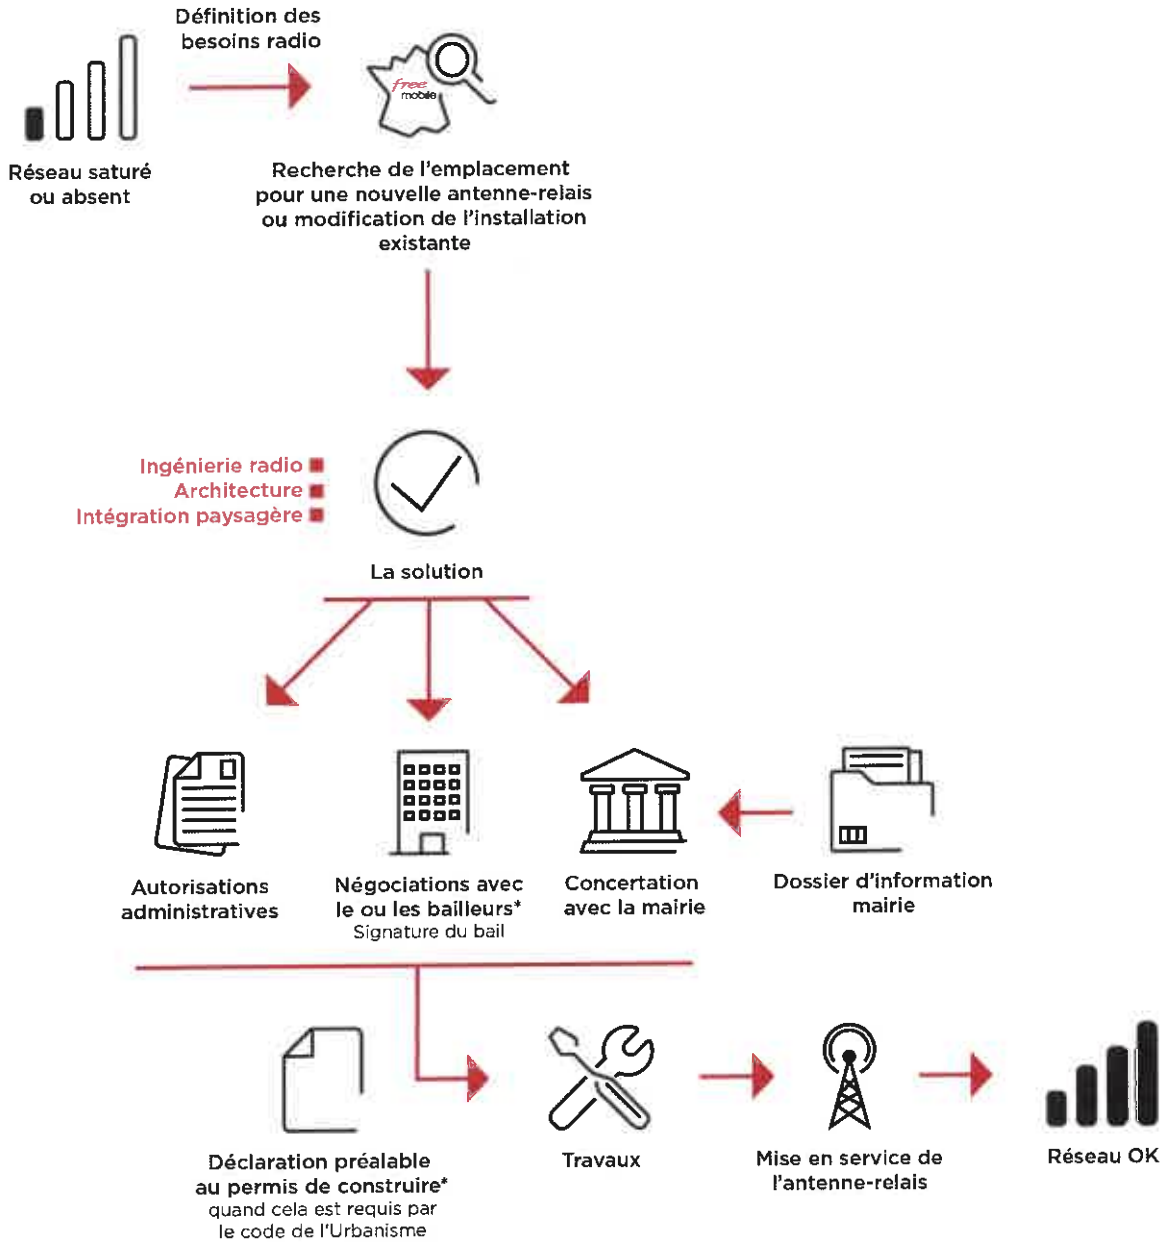 Définition des
besoins radio
free
mobile
Réseau saturé
ou absent
Recherche de l'emplacement
pour une nouvelle antenne-relais
ou modification de l'installation
existante
Ingénierie radio
Architecture
Intégration paysagère
La solution
Autorisations
administratives
Négociations avec
le ou les bailleurs*
Signature du bail
Concertation
avec la mairie
Dossier d'information
mairie
Déclaration préalable
au permis de construire*
quand cela est requis par
le code de l'Urbanisme
Travaux
Mise en service de
l'antenne-relais
Réseau OK